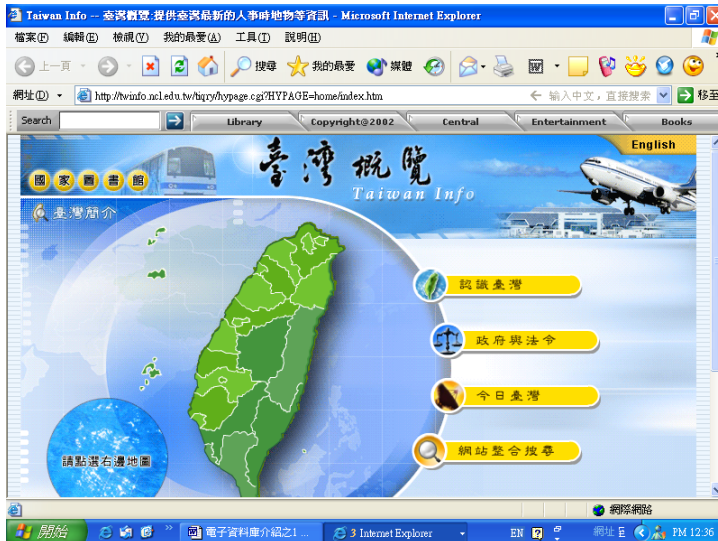 Taiwan Info -- 臺灣概覽:提供臺灣最新的人事時地物等資訊 - Microsoft Internet Explorer
檔案(F) 編輯(E) 檢視(V) 我的最愛(A) 工具(T) 說明(H)
上一頁 搜尋 我的最愛 媒體
網址(D) http://twinfo.ncl.edu.tw/tiqry/hypage.cgi?HYPAGE=home/index.htm 输入中文，直接搜索 移至
Search Library Copyright@2002 Central Entertainment Books
English
國家圖書館
臺灣概覽
Taiwan Info
臺灣簡介
認識臺灣
政府與法令
今日臺灣
網站整合搜尋
請點選右邊地圖
網際網路
開始 電子資料庫介紹之1 ... 3 Internet Explorer EN 網址 PM 12:36